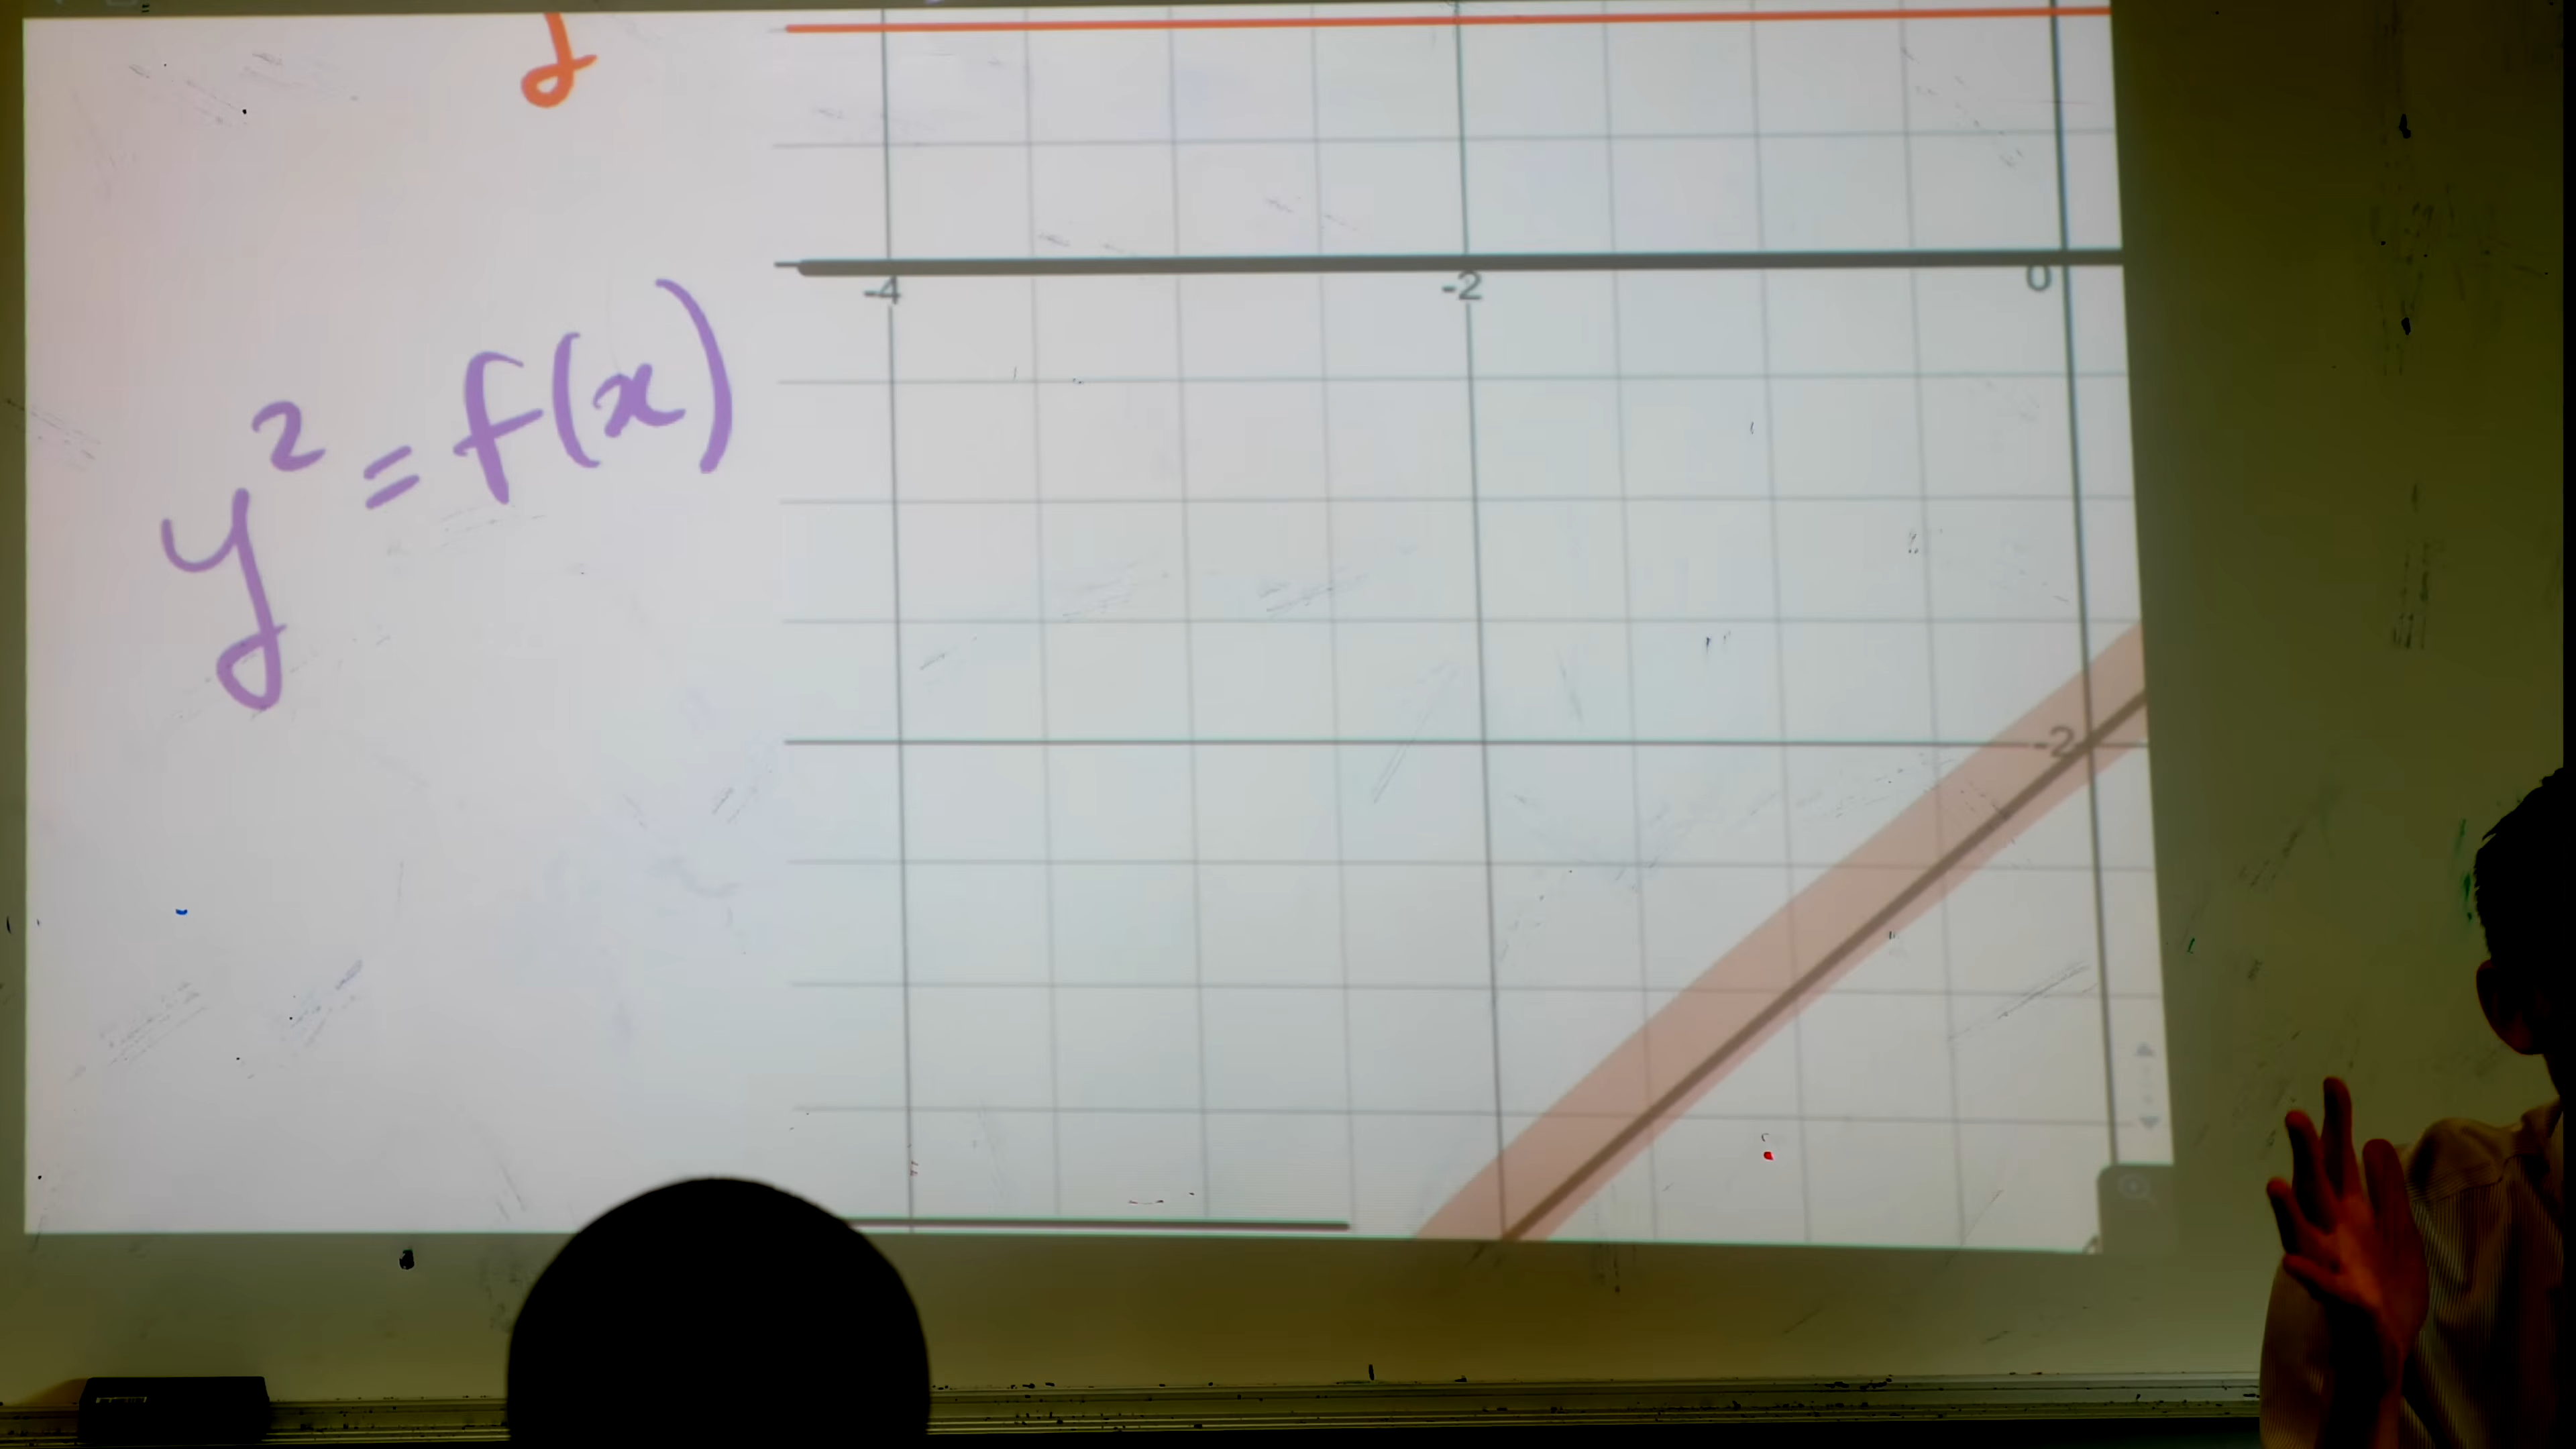 -4 -2 0
y² = f(x)
-2